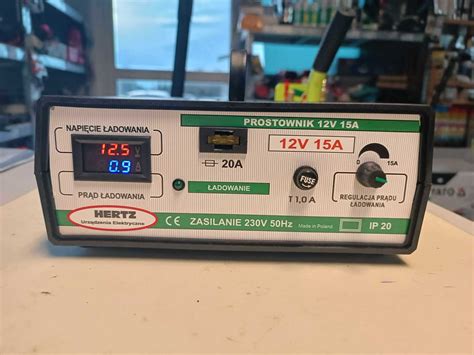 PROSTOWNIK 12V 15A
NAPIĘCIE ŁADOWANIA
12.5
0.9
PRĄD ŁADOWANIA
20A
ŁADOWANIE
12V 15A
FUSE
T 1,0 A
0
15A
REGULACJA PRĄDU
ŁADOWANIA
HERTZ
Urządzenia Elektryczne
CE ZASILANIE 230V 50Hz
Made in Poland
IP 20